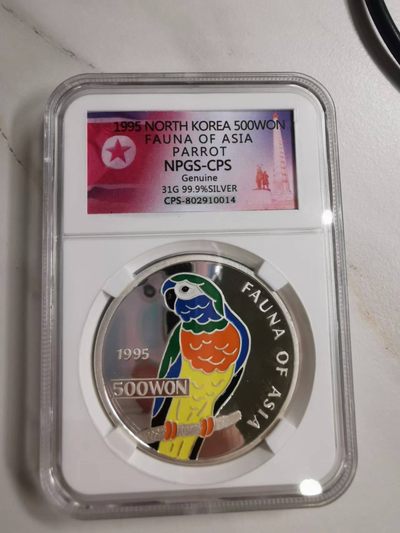 1995 NORTH KOREA 500WON
FAUNA OF ASIA
PARROT
NPGS-CPS
Genuine
31G 99.9%SILVER
CPS-802910014
1995
500WON
FAUNA OF ASIA